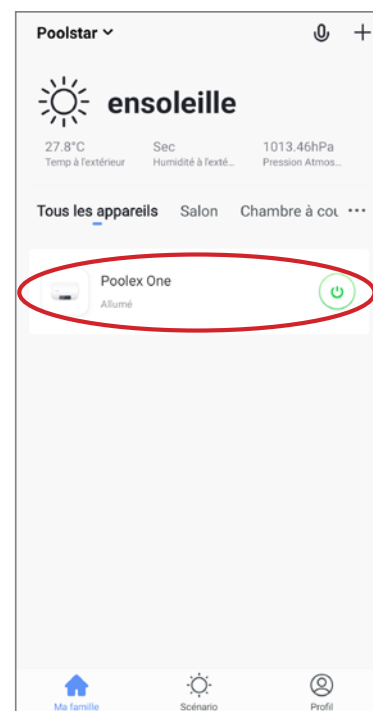 Poolstar
ensoleille
27.8°C Sec 1013.46hPa
Temp à l'extérieur Humidité à l'exté... Pression Atmos...
Tous les appareils Salon Chambre à cou ...
Poolex One
Allumé
Ma famille Scénario Profil